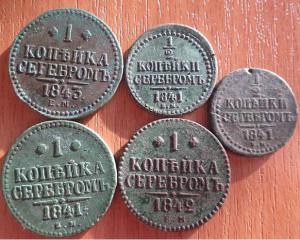 · 1 ·
КОПѢЙКА
СЕРЕБРОМЪ
1843
Е.М.
1/2
КОПѢЙКИ
СЕРЕБРОМЪ
1841
Е.М.
1/2
КОПѢЙКИ
СЕРЕБРОМЪ
1841
Е.М.
· 1 ·
КОПѢЙКА
СЕРЕБРОМЪ
1841
Е.М.
· 1 ·
КОПѢЙКА
СЕРЕБРОМЪ
1842
Е.М.